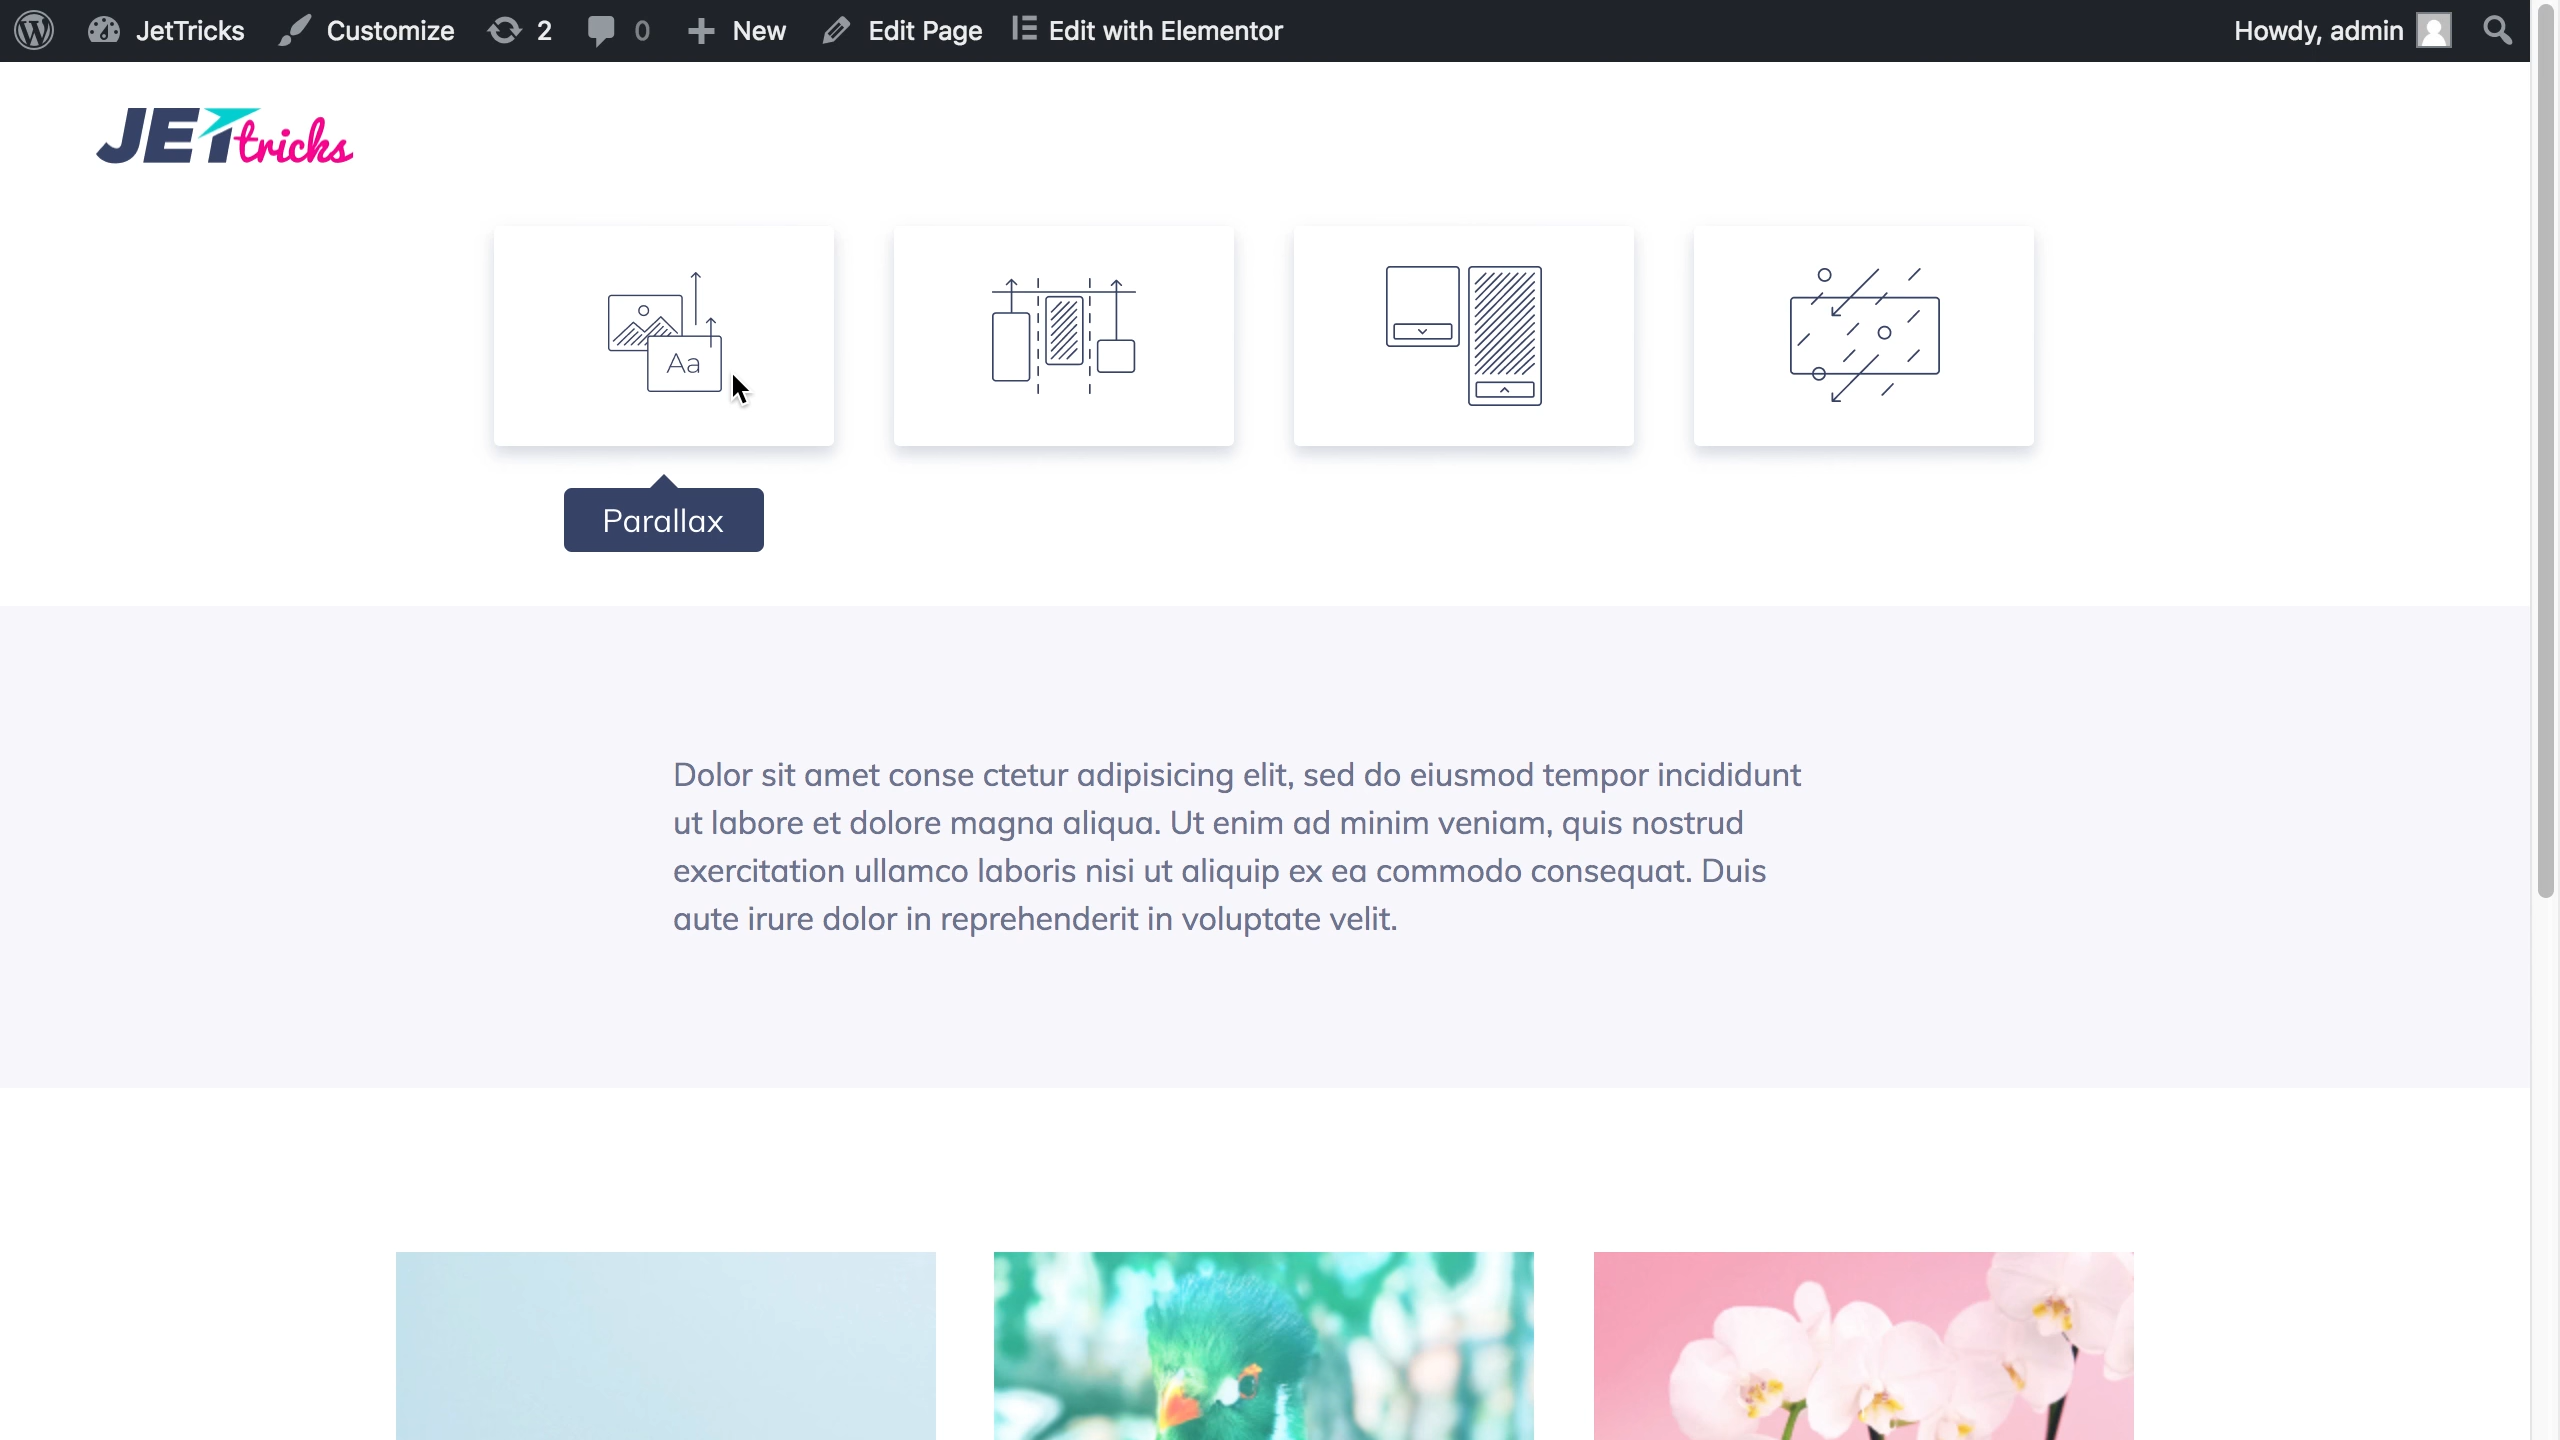 JetTricks Customize 2 0 New Edit Page Edit with Elementor Howdy, admin
JETtricks
Aa
Parallax
Dolor sit amet conse ctetur adipisicing elit, sed do eiusmod tempor incididunt
ut labore et dolore magna aliqua. Ut enim ad minim veniam, quis nostrud
exercitation ullamco laboris nisi ut aliquip ex ea commodo consequat. Duis
aute irure dolor in reprehenderit in voluptate velit.